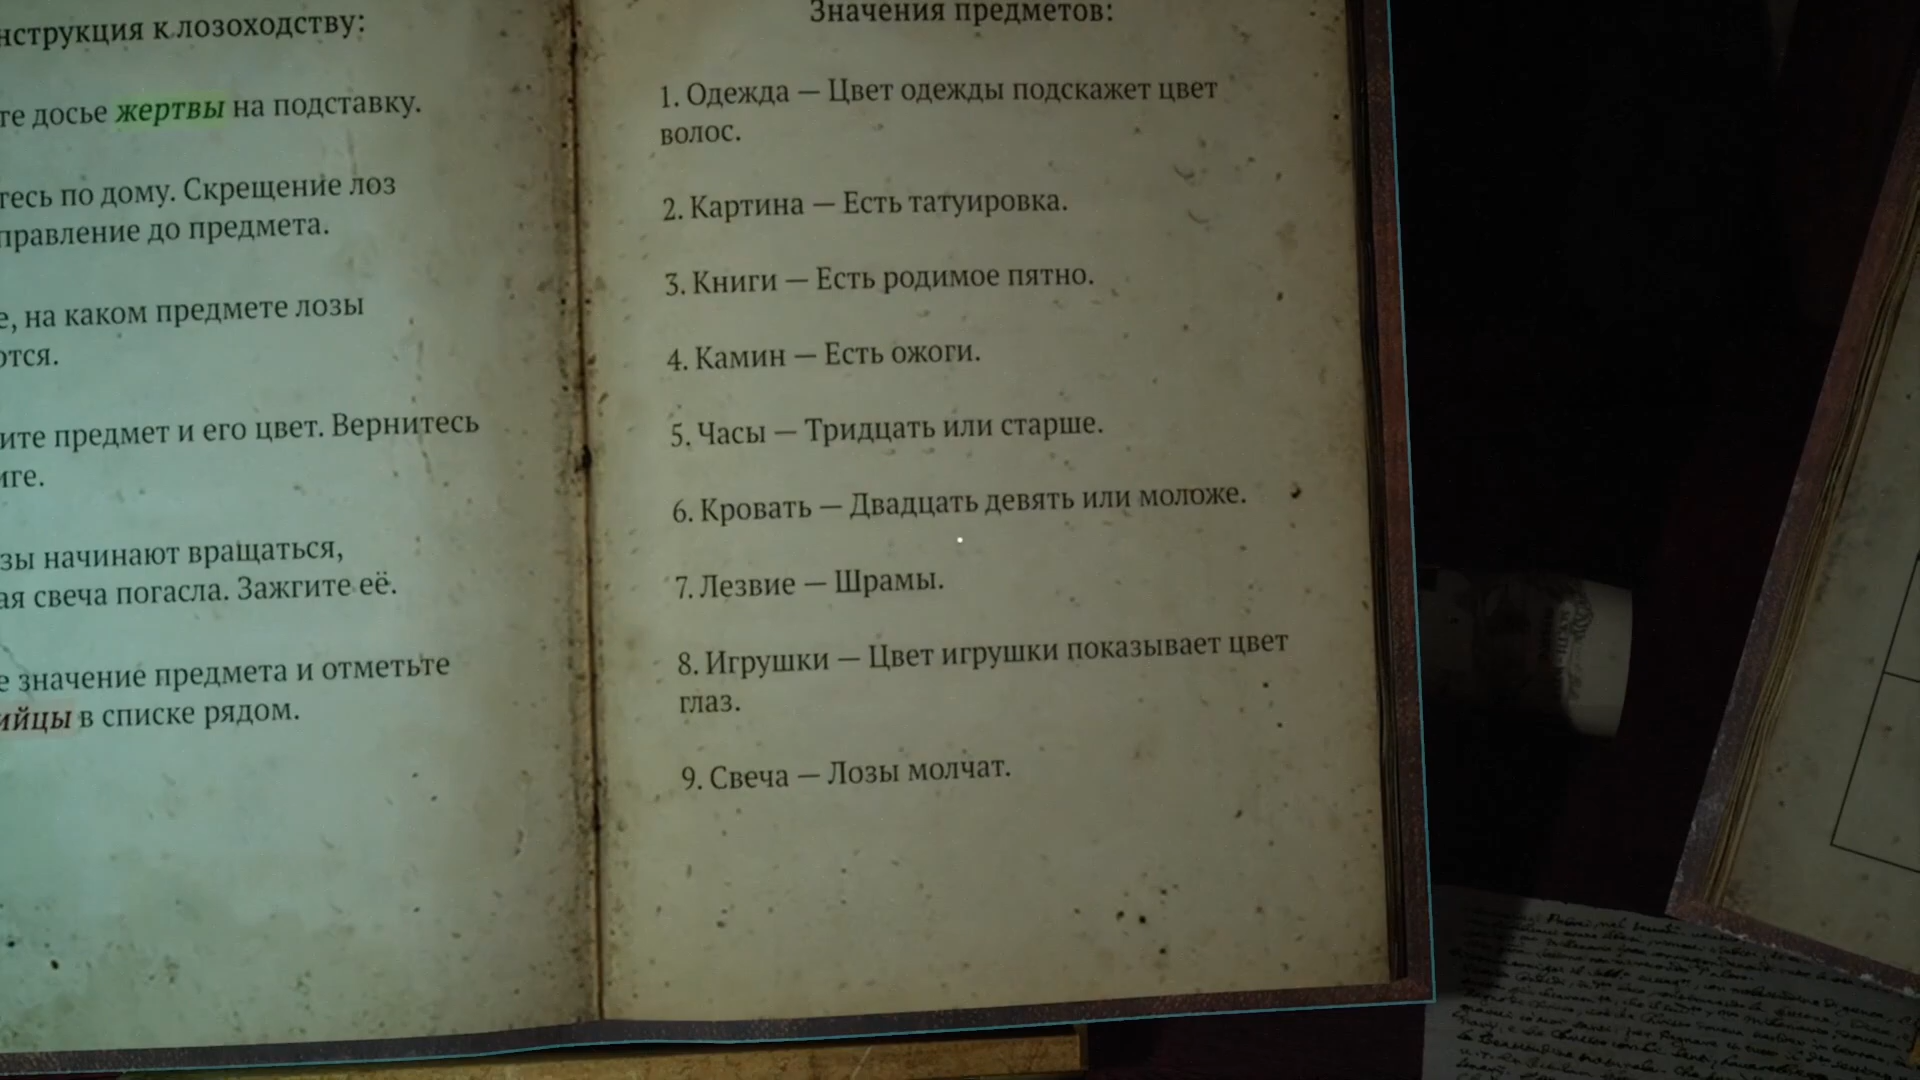 нструкция к лозоходству:
те досье жертвы на подставку.
тесь по дому. Скрещение лоз
правление до предмета.
е, на каком предмете лозы
ются.
ите предмет и его цвет. Вернитесь
иге.
зы начинают вращаться,
ая свеча погасла. Зажгите её.
е значение предмета и отметьте
ийцы в списке рядом.
Значения предметов:
1. Одежда — Цвет одежды подскажет цвет
волос.
2. Картина — Есть татуировка.
3. Книги — Есть родимое пятно.
4. Камин — Есть ожоги.
5. Часы — Тридцать или старше.
6. Кровать — Двадцать девять или моложе.
7. Лезвие — Шрамы.
8. Игрушки — Цвет игрушки показывает цвет
глаз.
9. Свеча — Лозы молчат.